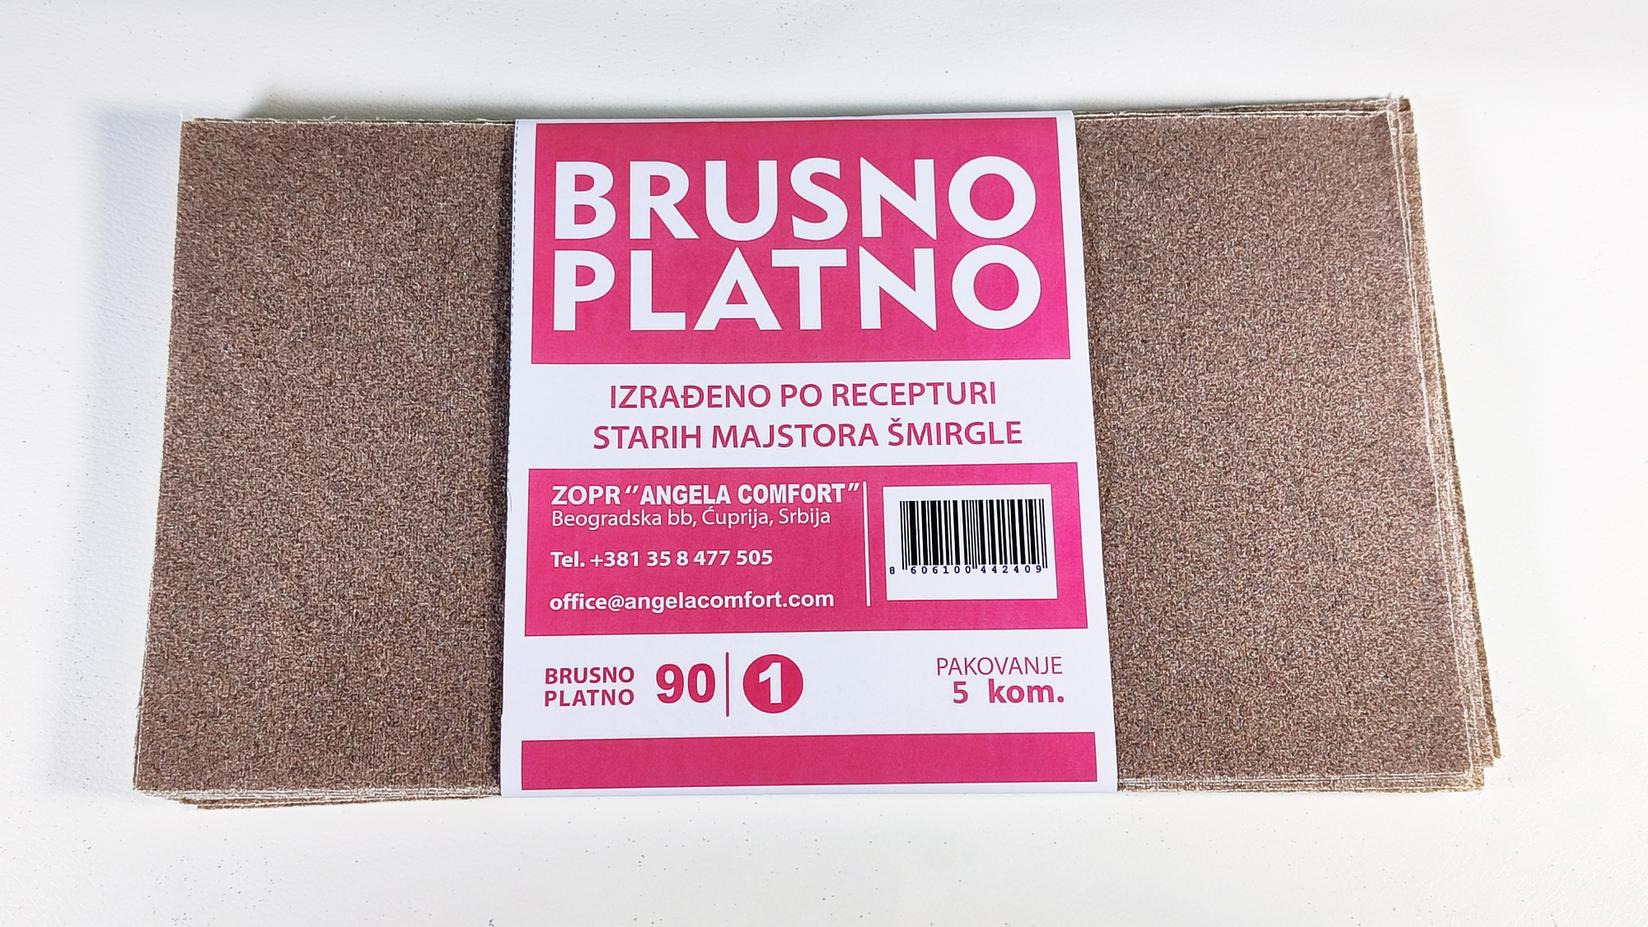 BRUSNO
PLATNO
IZRAĐENO PO RECEPTURI
STARIH MAJSTORA ŠMIRGLE
ZOPR “ANGELA COMFORT”
Beogradska bb, Ćuprija, Srbija
Tel. +381 35 8 477 505
office@angelacomfort.com
8 606100 442409
BRUSNO
PLATNO
90 | 1
PAKOVANJE
5 kom.